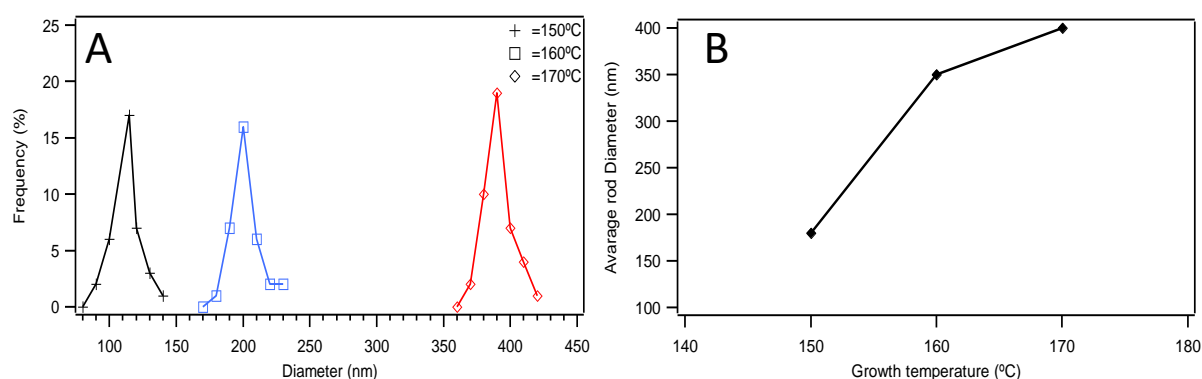 A
=150ºC
=160ºC
=170ºC
Frequency (%)
25
20
15
10
5
0
100 150 200 250 300 350 400 450
Diameter (nm)
B
Avarage rod Diameter (nm)
400
350
300
250
200
150
100
140 150 160 170 180
Growth temperature (ºC)